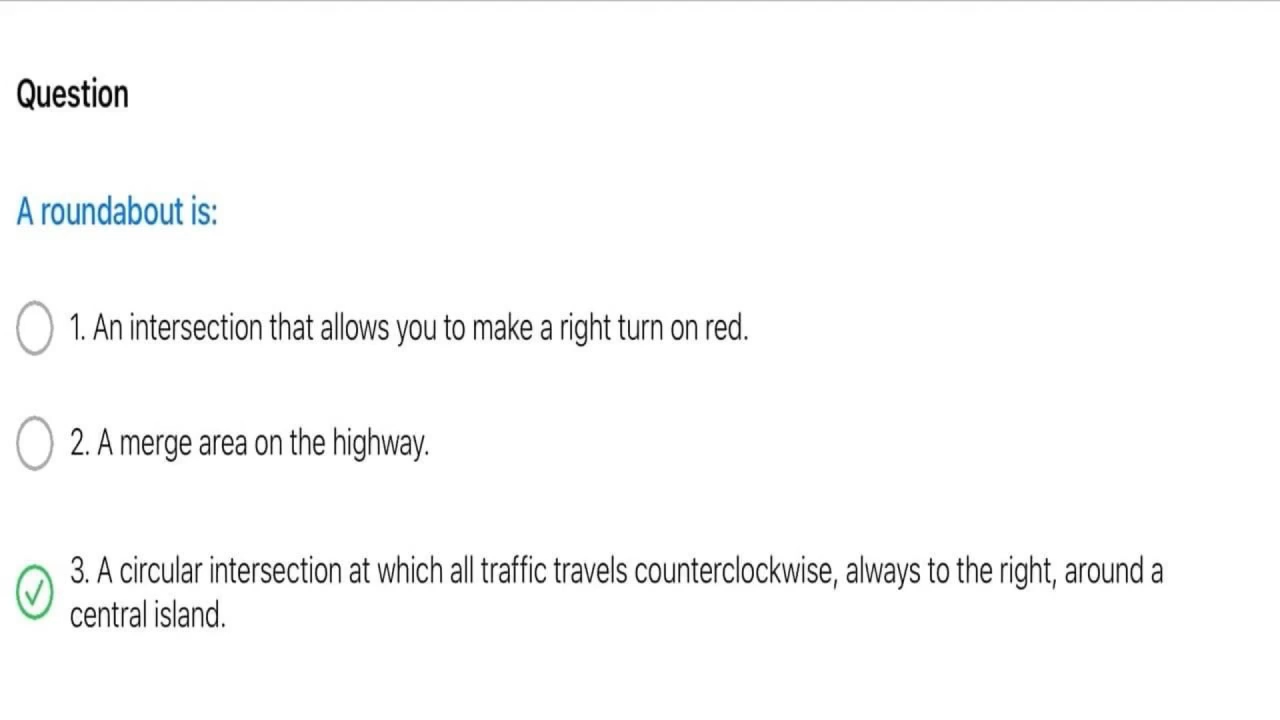 Question
A roundabout is:
1. An intersection that allows you to make a right turn on red.
2. A merge area on the highway.
3. A circular intersection at which all traffic travels counterclockwise, always to the right, around a
central island.